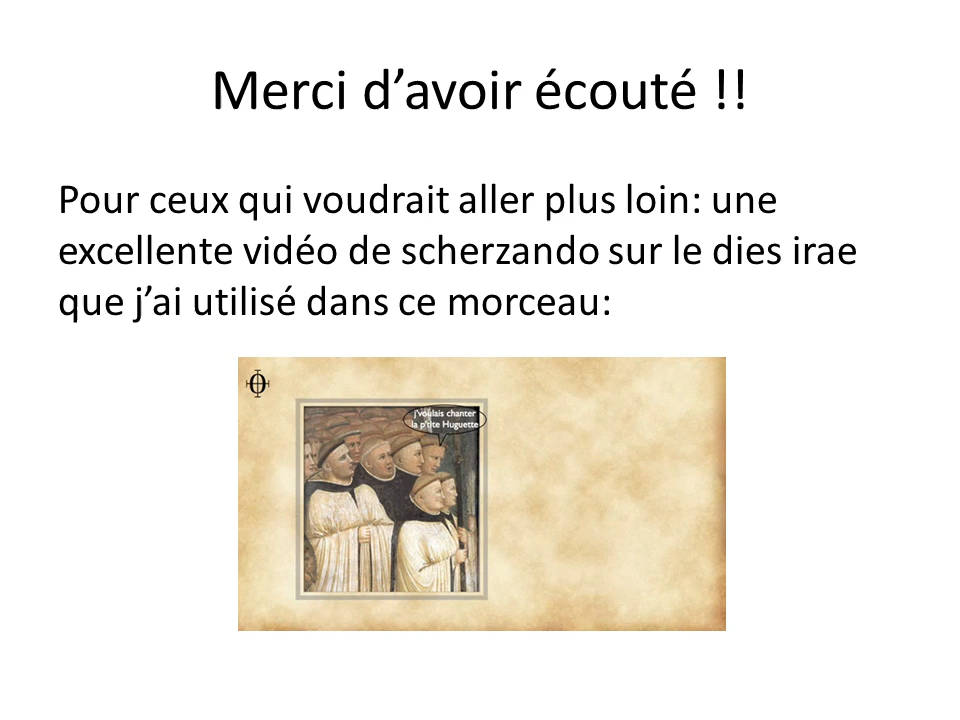 Merci d’avoir écouté !!
Pour ceux qui voudrait aller plus loin: une
excellente vidéo de scherzando sur le dies irae
que j’ai utilisé dans ce morceau:
j'voulais chanter
la p'tite Huguette